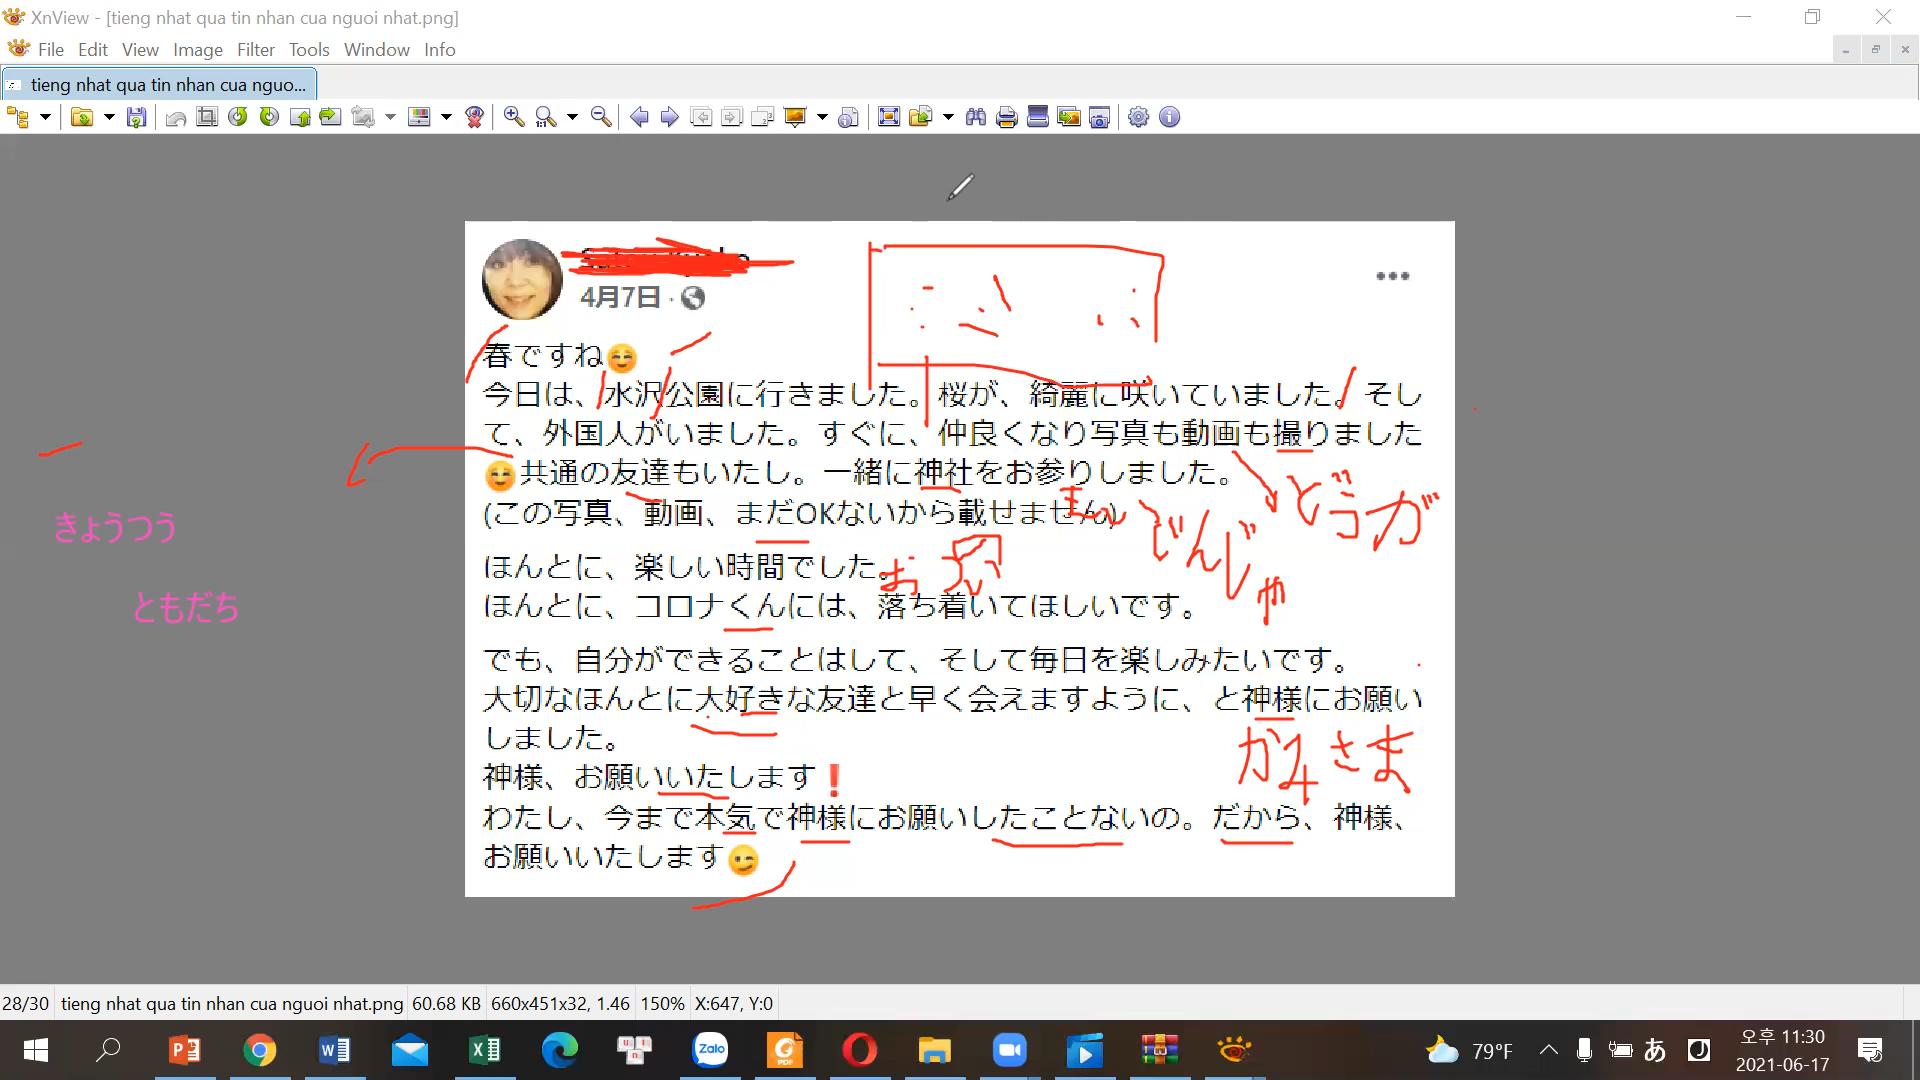 XnView - [tieng nhat qua tin nhan cua nguoi nhat.png]
File Edit View Image Filter Tools Window Info
tieng nhat qua tin nhan cua nguo...
4月7日
春ですね😊
今日は、水沢公園に行きました。桜が、綺麗に咲いていました。そし
て、外国人がいました。すぐに、仲良くなり写真も動画も撮りました
😊共通の友達もいたし。一緒に神社をお参りしました。
(この写真、動画、まだOKないから載せません)
どうが
じんじゃ
きょうつう
ほんとに、楽しい時間でした。
お
ほんとに、コロナくんには、落ち着いてほしいです。
ともだち
でも、自分ができることはして、そして毎日を楽しみたいです。
大切なほんとに大好きな友達と早く会えますように、と神様にお願い
しました。
かみさま
神様、お願いいたします❗
わたし、今まで本気で神様にお願いしたことないの。だから、神様、
お願いいたします😉
28/30 tieng nhat qua tin nhan cua nguoi nhat.png 60.68 KB 660x451x32, 1.46 150% X:647, Y:0
Zalo
PDF
79°F
あ
오후 11:30
2021-06-17